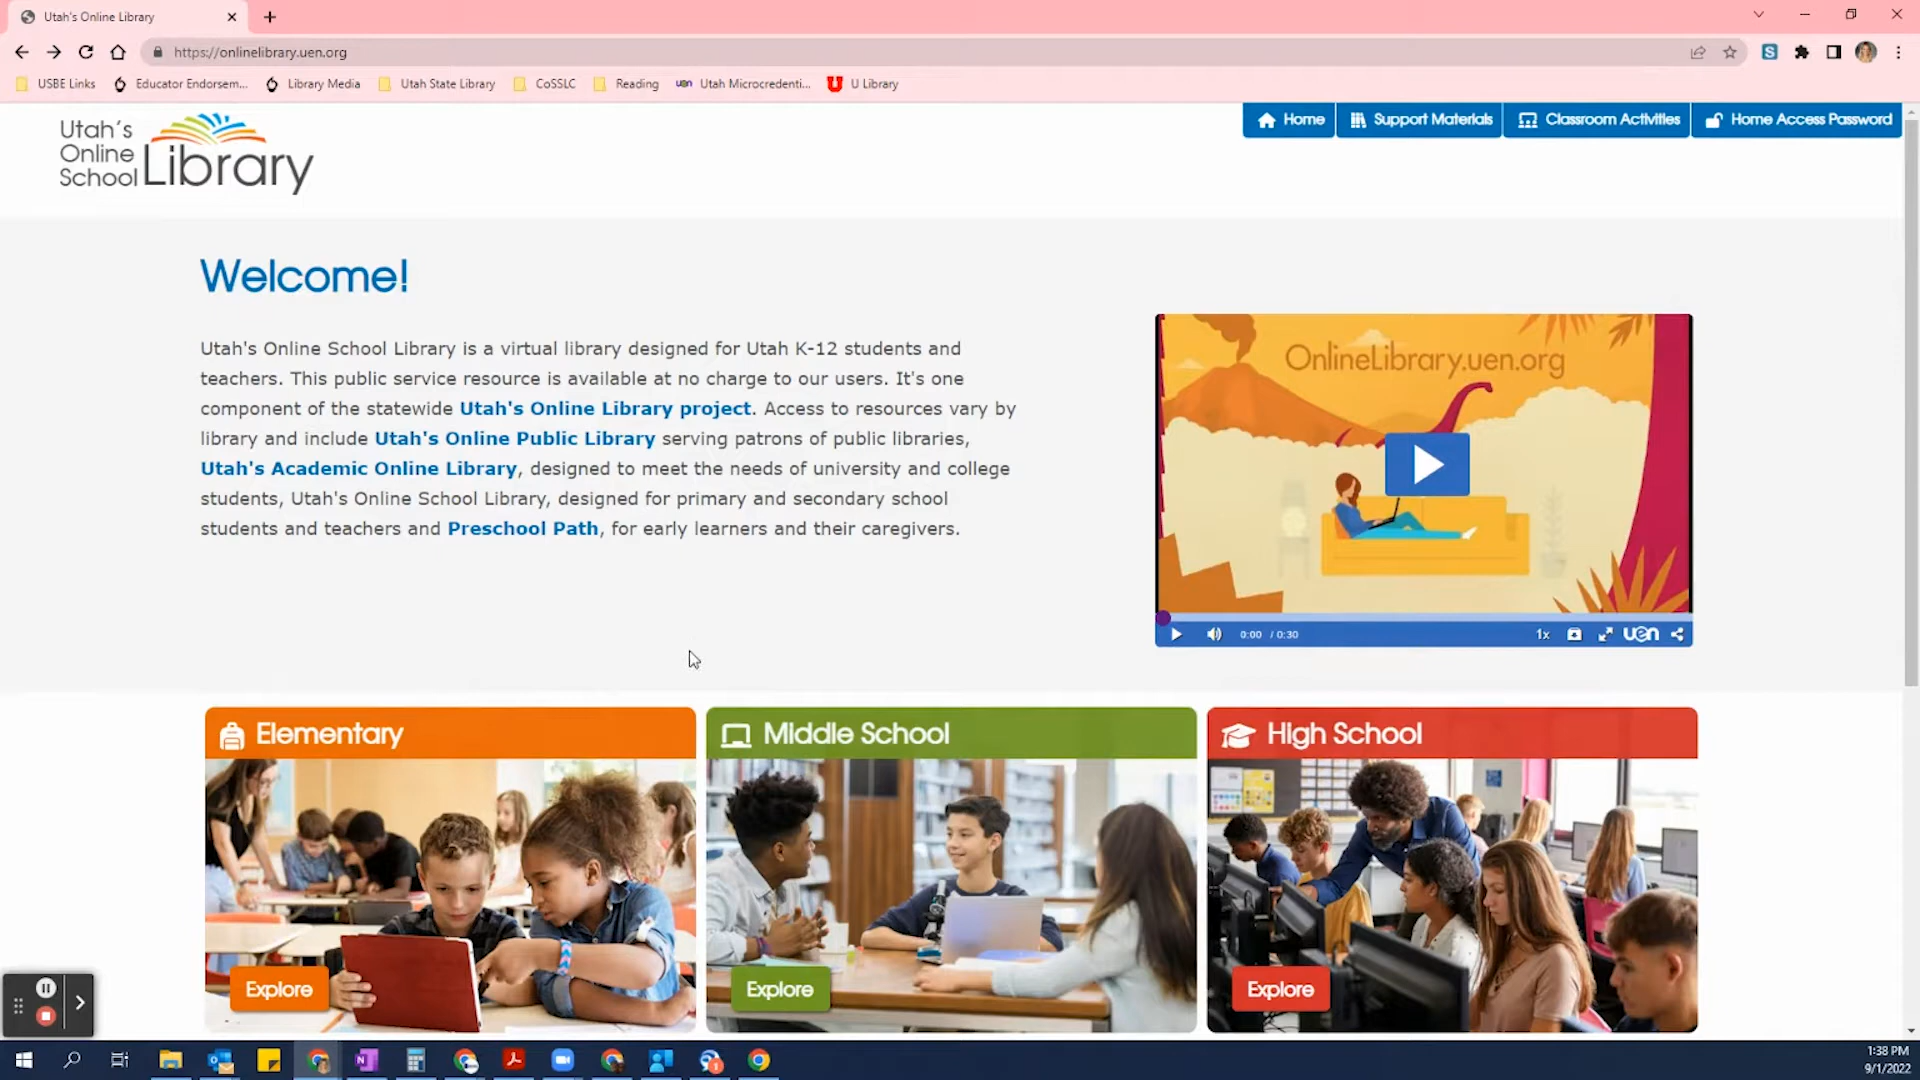 Utah's Online Library
https://onlinelibrary.uen.org
USBE Links
Educator Endorsem...
Library Media
Utah State Library
CoSSLC
Reading
uen
Utah Microcredenti...
U Library
Utah's
Online
School
Library
Home
Support Materials
Classroom Activities
Home Access Password
Welcome!
Utah's Online School Library is a virtual library designed for Utah K-12 students and
teachers. This public service resource is available at no charge to our users. It's one
component of the statewide Utah's Online Library project. Access to resources vary by
library and include Utah's Online Public Library serving patrons of public libraries,
Utah's Academic Online Library, designed to meet the needs of university and college
students, Utah's Online School Library, designed for primary and secondary school
students and teachers and Preschool Path, for early learners and their caregivers.
OnlineLibrary.uen.org
0:00 / 0:30
1x
uen
Elementary
Middle School
High School
Explore
Explore
Explore
1:38 PM
9/1/2022